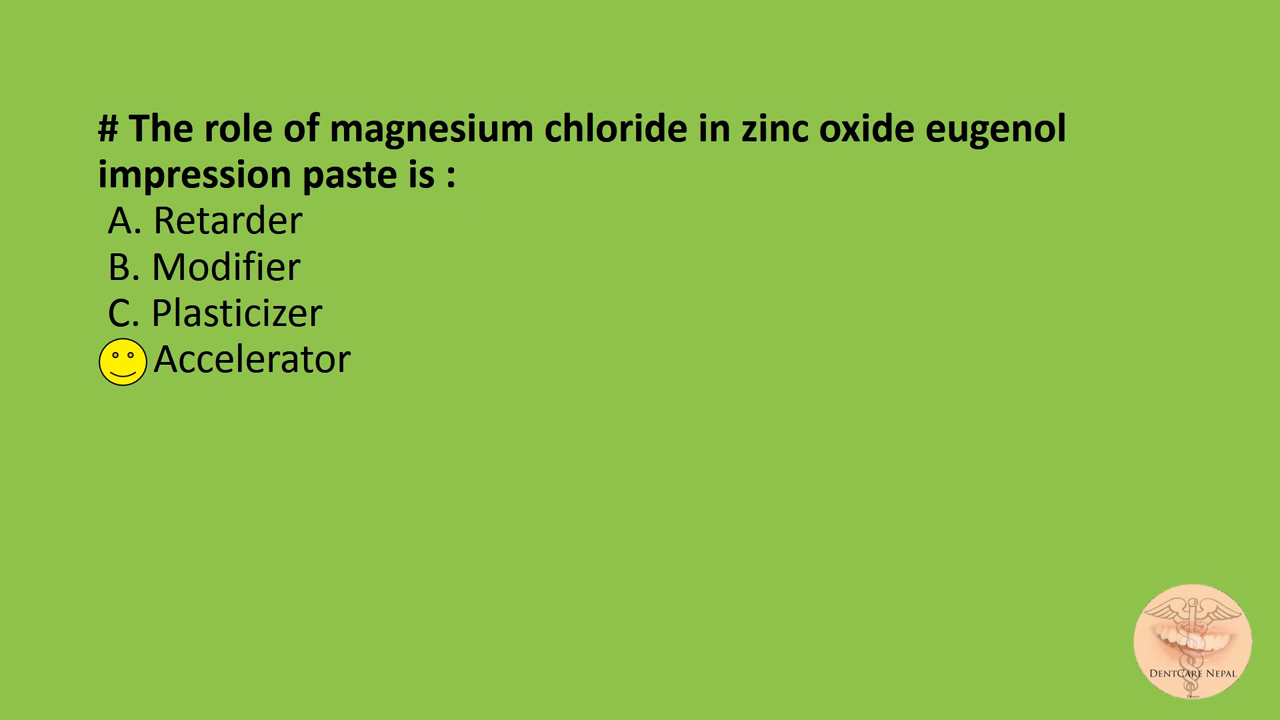 # The role of magnesium chloride in zinc oxide eugenol
impression paste is :
A. Retarder
B. Modifier
C. Plasticizer
Accelerator
DentCare Nepal